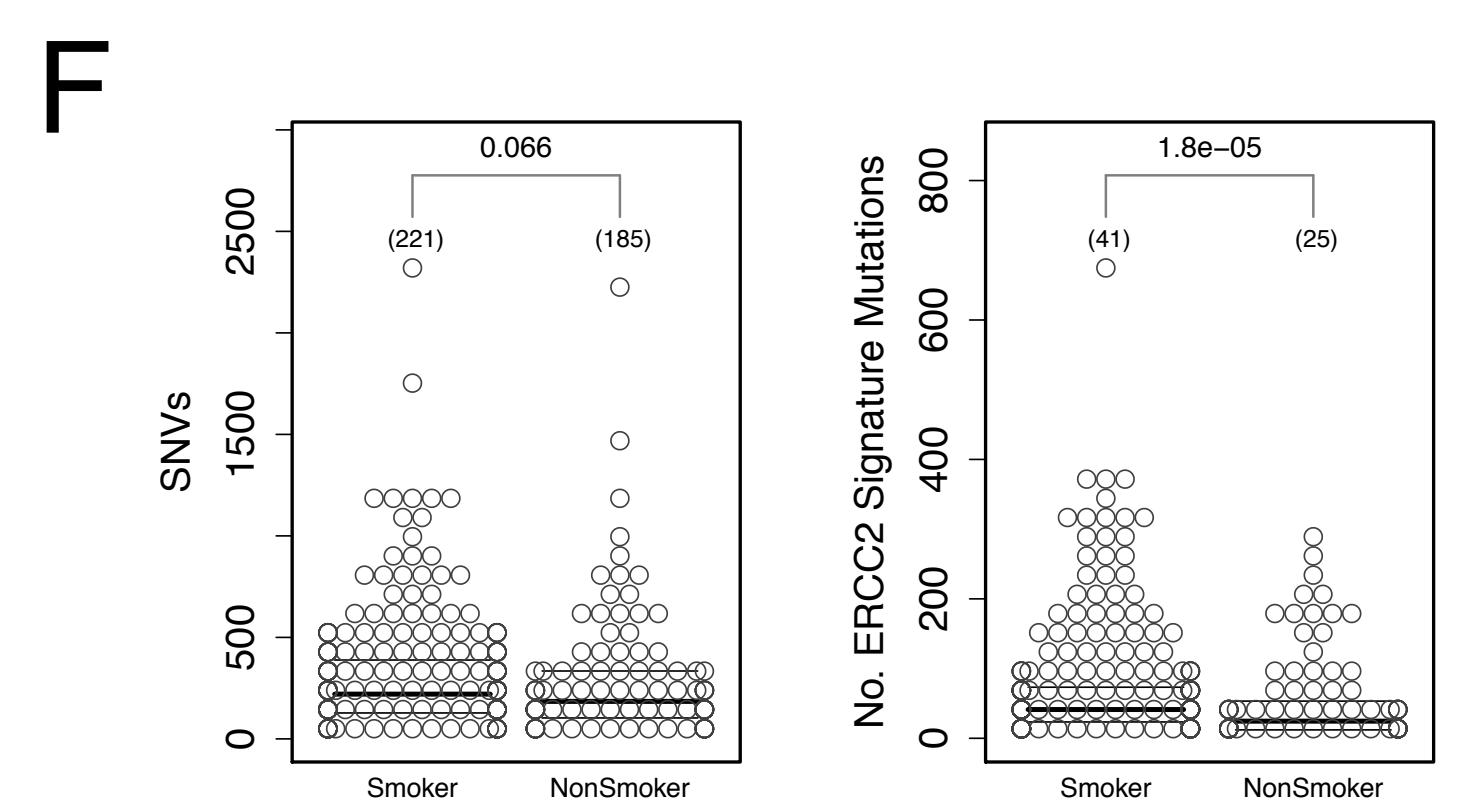 F
0.066
(221) (185)
SNVs
2500
1500
500
0
Smoker NonSmoker
1.8e−05
(41) (25)
No. ERCC2 Signature Mutations
800
600
400
200
0
Smoker NonSmoker